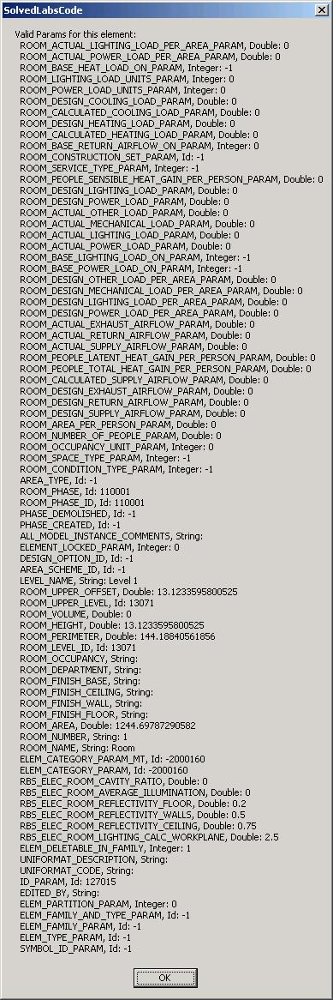 SolvedLabsCode
Valid Params for this element:
ROOM_ACTUAL_LIGHTING_LOAD_PER_AREA_PARAM, Double: 0
ROOM_ACTUAL_POWER_LOAD_PER_AREA_PARAM, Double: 0
ROOM_BASE_HEAT_LOAD_ON_PARAM, Integer: -1
ROOM_LIGHTING_LOAD_UNITS_PARAM, Integer: 0
ROOM_POWER_LOAD_UNITS_PARAM, Integer: 0
ROOM_DESIGN_COOLING_LOAD_PARAM, Double: 0
ROOM_CALCULATED_COOLING_LOAD_PARAM, Double: 0
ROOM_DESIGN_HEATING_LOAD_PARAM, Double: 0
ROOM_CALCULATED_HEATING_LOAD_PARAM, Double: 0
ROOM_BASE_RETURN_AIRFLOW_ON_PARAM, Integer: 0
ROOM_CONSTRUCTION_SET_PARAM, Id: -1
ROOM_SERVICE_TYPE_PARAM, Integer: -1
ROOM_PEOPLE_SENSIBLE_HEAT_GAIN_PER_PERSON_PARAM, Double: 0
ROOM_DESIGN_LIGHTING_LOAD_PARAM, Double: 0
ROOM_DESIGN_POWER_LOAD_PARAM, Double: 0
ROOM_ACTUAL_OTHER_LOAD_PARAM, Double: 0
ROOM_ACTUAL_MECHANICAL_LOAD_PARAM, Double: 0
ROOM_ACTUAL_LIGHTING_LOAD_PARAM, Double: 0
ROOM_ACTUAL_POWER_LOAD_PARAM, Double: 0
ROOM_BASE_LIGHTING_LOAD_ON_PARAM, Integer: -1
ROOM_BASE_POWER_LOAD_ON_PARAM, Integer: -1
ROOM_DESIGN_OTHER_LOAD_PER_AREA_PARAM, Double: 0
ROOM_DESIGN_MECHANICAL_LOAD_PER_AREA_PARAM, Double: 0
ROOM_DESIGN_LIGHTING_LOAD_PER_AREA_PARAM, Double: 0
ROOM_DESIGN_POWER_LOAD_PER_AREA_PARAM, Double: 0
ROOM_ACTUAL_EXHAUST_AIRFLOW_PARAM, Double: 0
ROOM_ACTUAL_RETURN_AIRFLOW_PARAM, Double: 0
ROOM_ACTUAL_SUPPLY_AIRFLOW_PARAM, Double: 0
ROOM_PEOPLE_LATENT_HEAT_GAIN_PER_PERSON_PARAM, Double: 0
ROOM_PEOPLE_TOTAL_HEAT_GAIN_PER_PERSON_PARAM, Double: 0
ROOM_CALCULATED_SUPPLY_AIRFLOW_PARAM, Double: 0
ROOM_DESIGN_EXHAUST_AIRFLOW_PARAM, Double: 0
ROOM_DESIGN_RETURN_AIRFLOW_PARAM, Double: 0
ROOM_DESIGN_SUPPLY_AIRFLOW_PARAM, Double: 0
ROOM_AREA_PER_PERSON_PARAM, Double: 0
ROOM_NUMBER_OF_PEOPLE_PARAM, Double: 0
ROOM_OCCUPANCY_UNIT_PARAM, Integer: 0
ROOM_SPACE_TYPE_PARAM, Integer: -1
ROOM_CONDITION_TYPE_PARAM, Integer: -1
AREA_TYPE, Id: -1
ROOM_PHASE, Id: 110001
ROOM_PHASE_ID, Id: 110001
PHASE_DEMOLISHED, Id: -1
PHASE_CREATED, Id: -1
ALL_MODEL_INSTANCE_COMMENTS, String:
ELEMENT_LOCKED_PARAM, Integer: 0
DESIGN_OPTION_ID, Id: -1
AREA_SCHEME_ID, Id: -1
LEVEL_NAME, String: Level 1
ROOM_UPPER_OFFSET, Double: 13.1233595800525
ROOM_UPPER_LEVEL, Id: 13071
ROOM_VOLUME, Double: 0
ROOM_HEIGHT, Double: 13.1233595800525
ROOM_PERIMETER, Double: 144.18840561856
ROOM_LEVEL_ID, Id: 13071
ROOM_OCCUPANCY, String:
ROOM_DEPARTMENT, String:
ROOM_FINISH_BASE, String:
ROOM_FINISH_CEILING, String:
ROOM_FINISH_WALL, String:
ROOM_FINISH_FLOOR, String:
ROOM_AREA, Double: 1244.69787290582
ROOM_NUMBER, String: 1
ROOM_NAME, String: Room
ELEM_CATEGORY_PARAM_MT, Id: -2000160
ELEM_CATEGORY_PARAM, Id: -2000160
RBS_ELEC_ROOM_CAVITY_RATIO, Double: 0
RBS_ELEC_ROOM_AVERAGE_ILLUMINATION, Double: 0
RBS_ELEC_ROOM_REFLECTIVITY_FLOOR, Double: 0.2
RBS_ELEC_ROOM_REFLECTIVITY_WALLS, Double: 0.5
RBS_ELEC_ROOM_REFLECTIVITY_CEILING, Double: 0.75
RBS_ELEC_ROOM_LIGHTING_CALC_WORKPLANE, Double: 2.5
ELEM_DELETABLE_IN_FAMILY, Integer: 1
UNIFORMAT_DESCRIPTION, String:
UNIFORMAT_CODE, String:
ID_PARAM, Id: 127015
EDITED_BY, String:
ELEM_PARTITION_PARAM, Integer: 0
ELEM_FAMILY_AND_TYPE_PARAM, Id: -1
ELEM_FAMILY_PARAM, Id: -1
ELEM_TYPE_PARAM, Id: -1
SYMBOL_ID_PARAM, Id: -1
OK